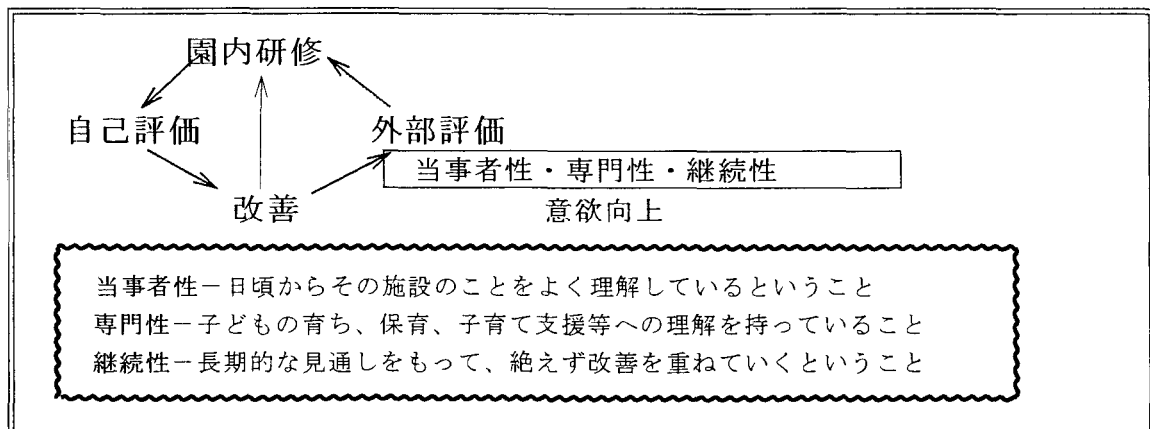 園内研修
自己評価
外部評価
当事者性・専門性・継続性
改善
意欲向上
当事者性－日頃からその施設のことをよく理解しているということ
専門性－子どもの育ち、保育、子育て支援等への理解を持っていること
継続性－長期的な見通しをもって、絶えず改善を重ねていくということ